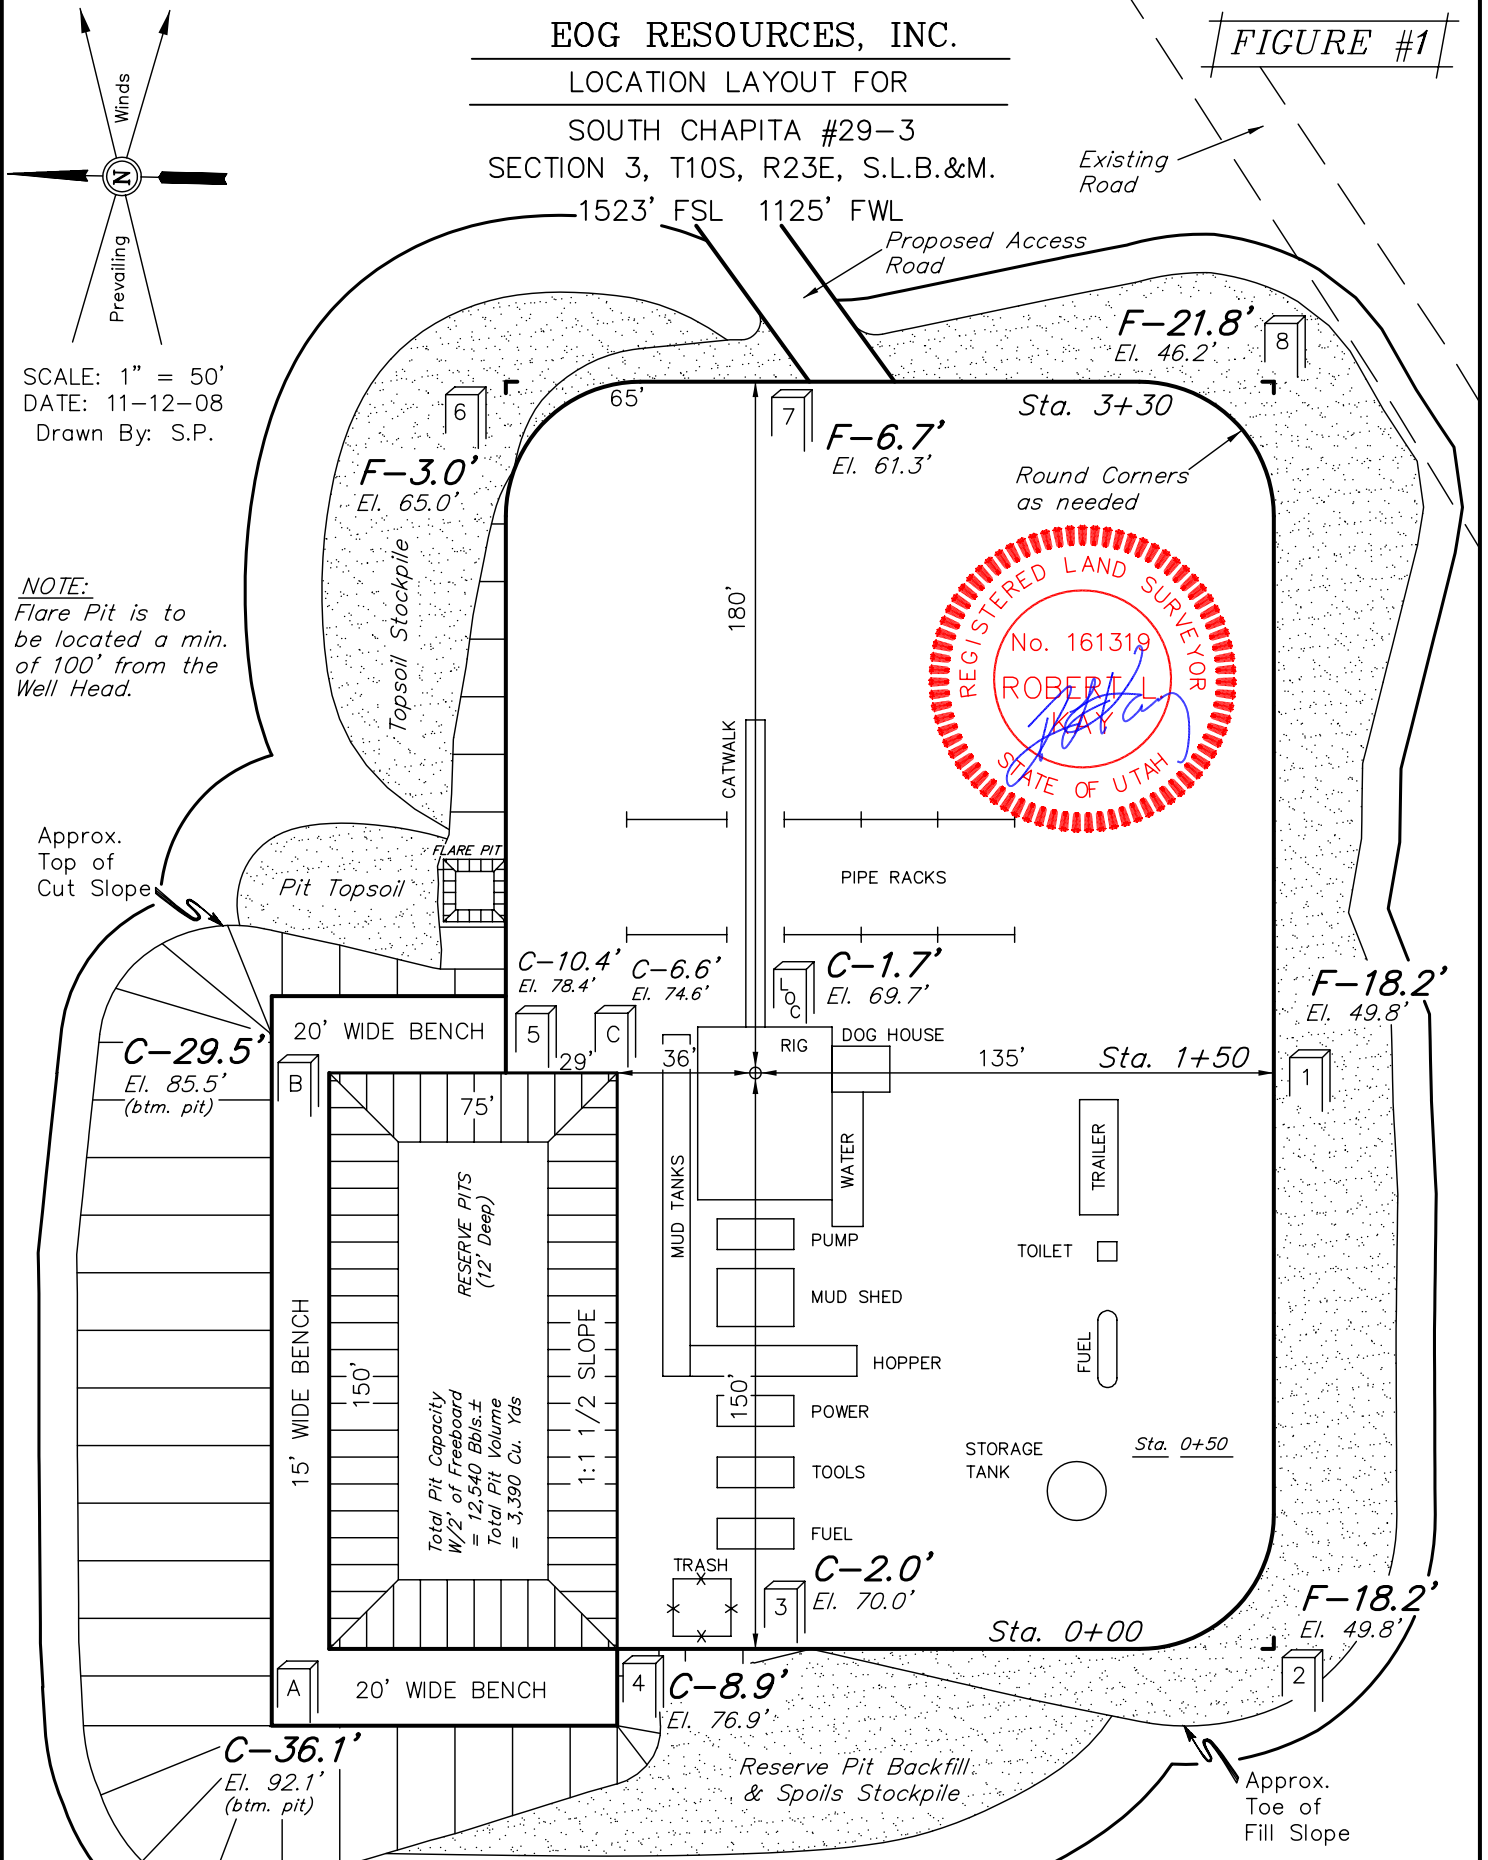 EOG RESOURCES, INC.
LOCATION LAYOUT FOR
SOUTH CHAPITA #29-3
SECTION 3, T10S, R23E, S.L.B.&M.
1523' FSL 1125' FWL
FIGURE #1
Winds
N
Prevailing
SCALE: 1" = 50'
DATE: 11-12-08
Drawn By: S.P.
Existing
Road
Proposed Access
Road
F-21.8'
El. 46.2'
8
6
F-3.0'
El. 65.0'
65'
7
F-6.7'
El. 61.3'
Sta. 3+30
Round Corners
as needed
NOTE:
Flare Pit is to
be located a min.
of 100' from the
Well Head.
Topsoil Stockpile
180'
REGISTERED LAND SURVEYOR
No. 161319
ROBERT L.
KAY
STATE OF UTAH
CATWALK
Approx.
Top of
Cut Slope
FLARE PIT
Pit Topsoil
PIPE RACKS
C-10.4'
El. 78.4'
C-6.6'
El. 74.6'
LOC
C-1.7'
El. 69.7'
F-18.2'
El. 49.8'
20' WIDE BENCH
5
C
RIG
DOG HOUSE
C-29.5'
El. 85.5'
(btm. pit)
B
29'
36'
135'
Sta. 1+50
1
75'
RESERVE PITS
(12' Deep)
MUD TANKS
WATER
TRAILER
PUMP
TOILET
MUD SHED
15' WIDE BENCH
150'
1:1 1/2 SLOPE
HOPPER
FUEL
Total Pit Capacity
W/2' of Freeboard
= 12,540 Bbls.±
Total Pit Volume
= 3,390 Cu. Yds
150'
POWER
STORAGE
TANK
Sta. 0+50
TOOLS
FUEL
TRASH
C-2.0'
El. 70.0'
3
Sta. 0+00
F-18.2'
El. 49.8'
2
A
20' WIDE BENCH
4
C-8.9'
El. 76.9'
C-36.1'
El. 92.1'
(btm. pit)
Reserve Pit Backfill
& Spoils Stockpile
Approx.
Toe of
Fill Slope